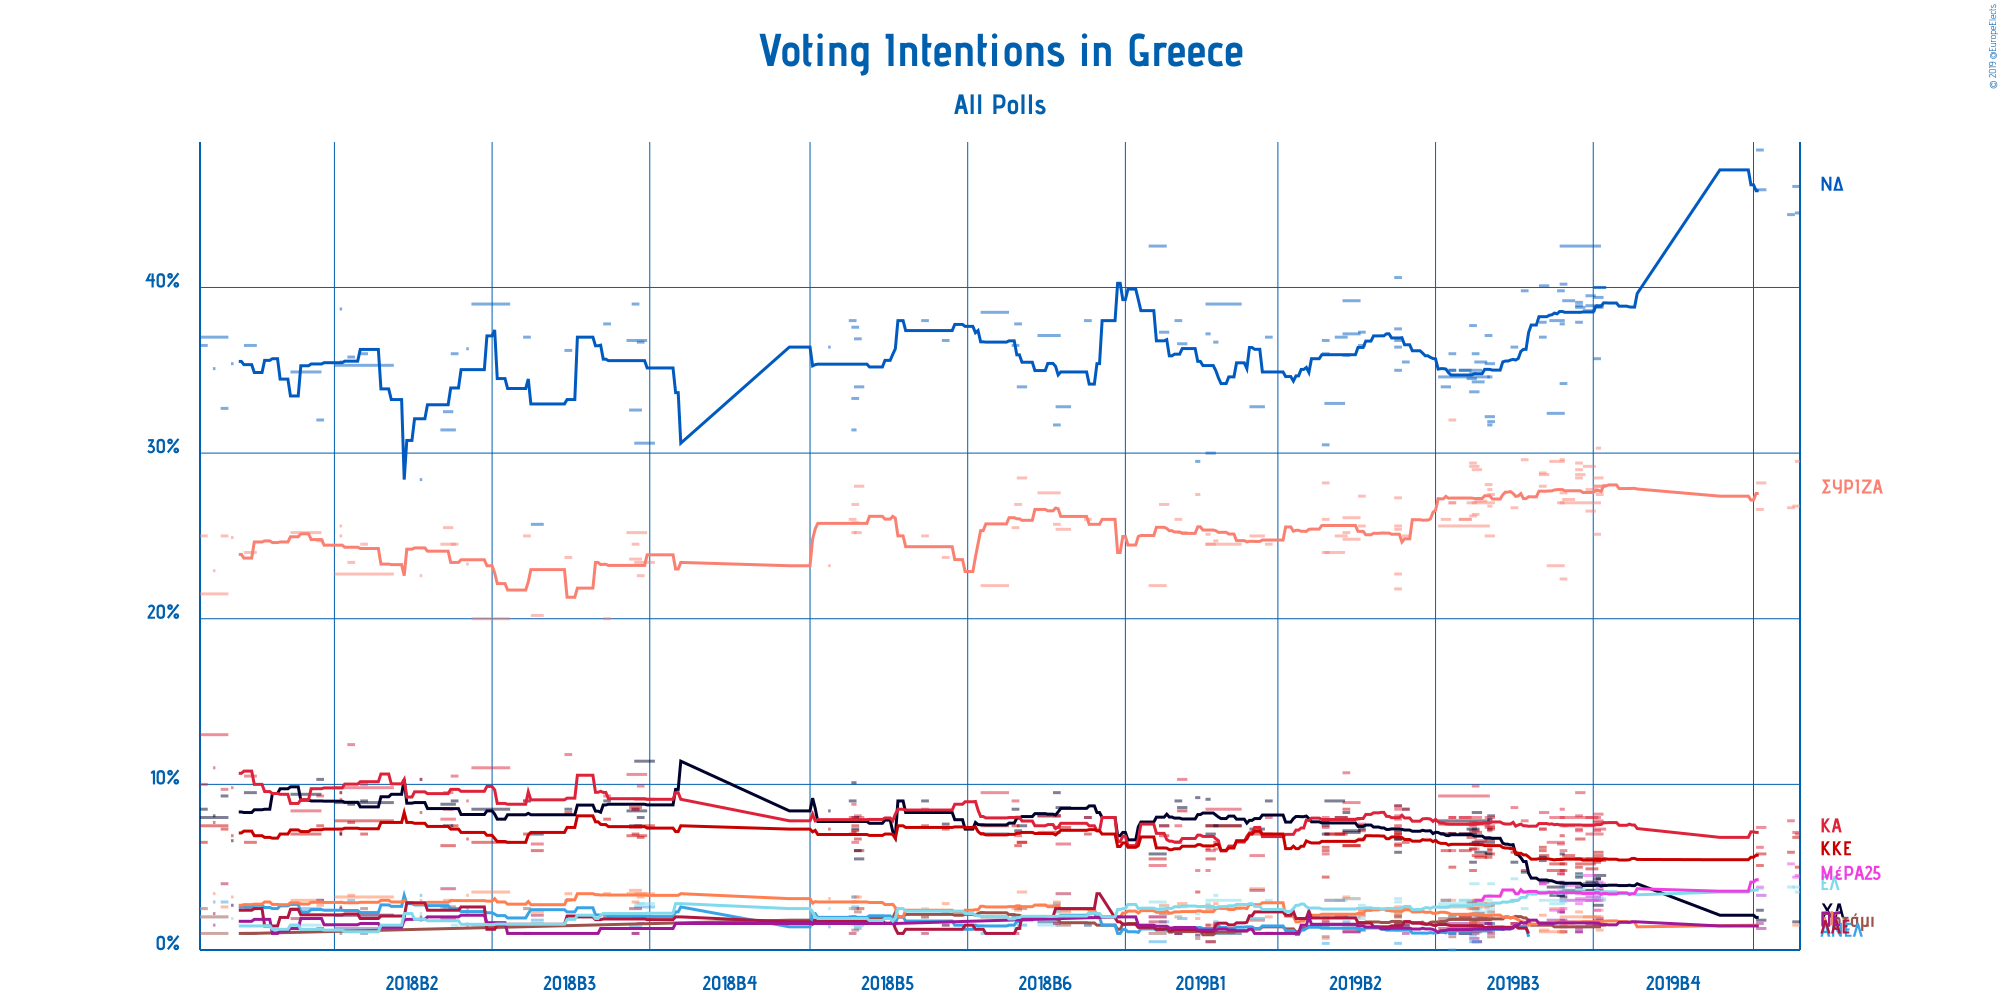 Voting Intentions in Greece
All Polls
© 2019 @EuropeElects
40%
30%
20%
10%
0%
ΝΔ
ΣΥΡΙΖΑ
ΚΑ
ΚΚΕ
ΜέΡΑ25
ΕΛ
ΧΑ
ΑΝΕΛ
2018B2
2018B3
2018B4
2018B5
2018B6
2019B1
2019B2
2019B3
2019B4